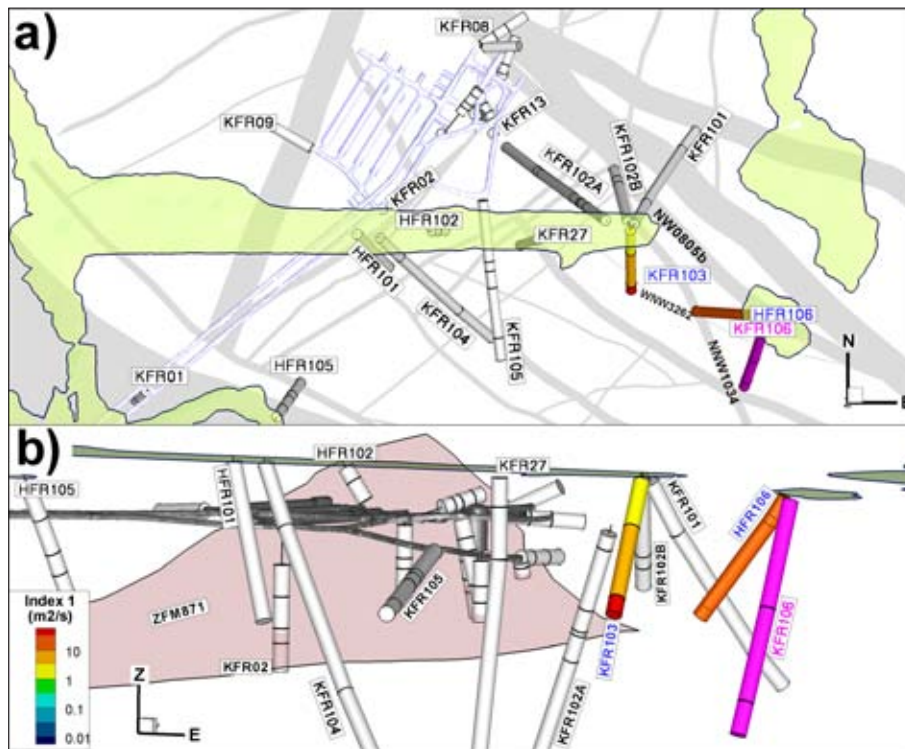 a)
KFR08
KFR09
KFR13
KFR102A
KFR102B
KFR101
KFR02
HFR102
NW0805b
KFR27
KFR103
HFR101
WNW3262
HFR106
KFR106
KFR104
KFR105
NNW1034
KFR01
HFR105
N
E
b)
HFR102
KFR27
HFR105
HFR101
KFR101
HFR106
KFR102B
KFR105
Index 1
(m2/s)
10
1
0.1
0.01
ZFM871
KFR103
KFR106
KFR02
KFR104
KFR102A
Z
E